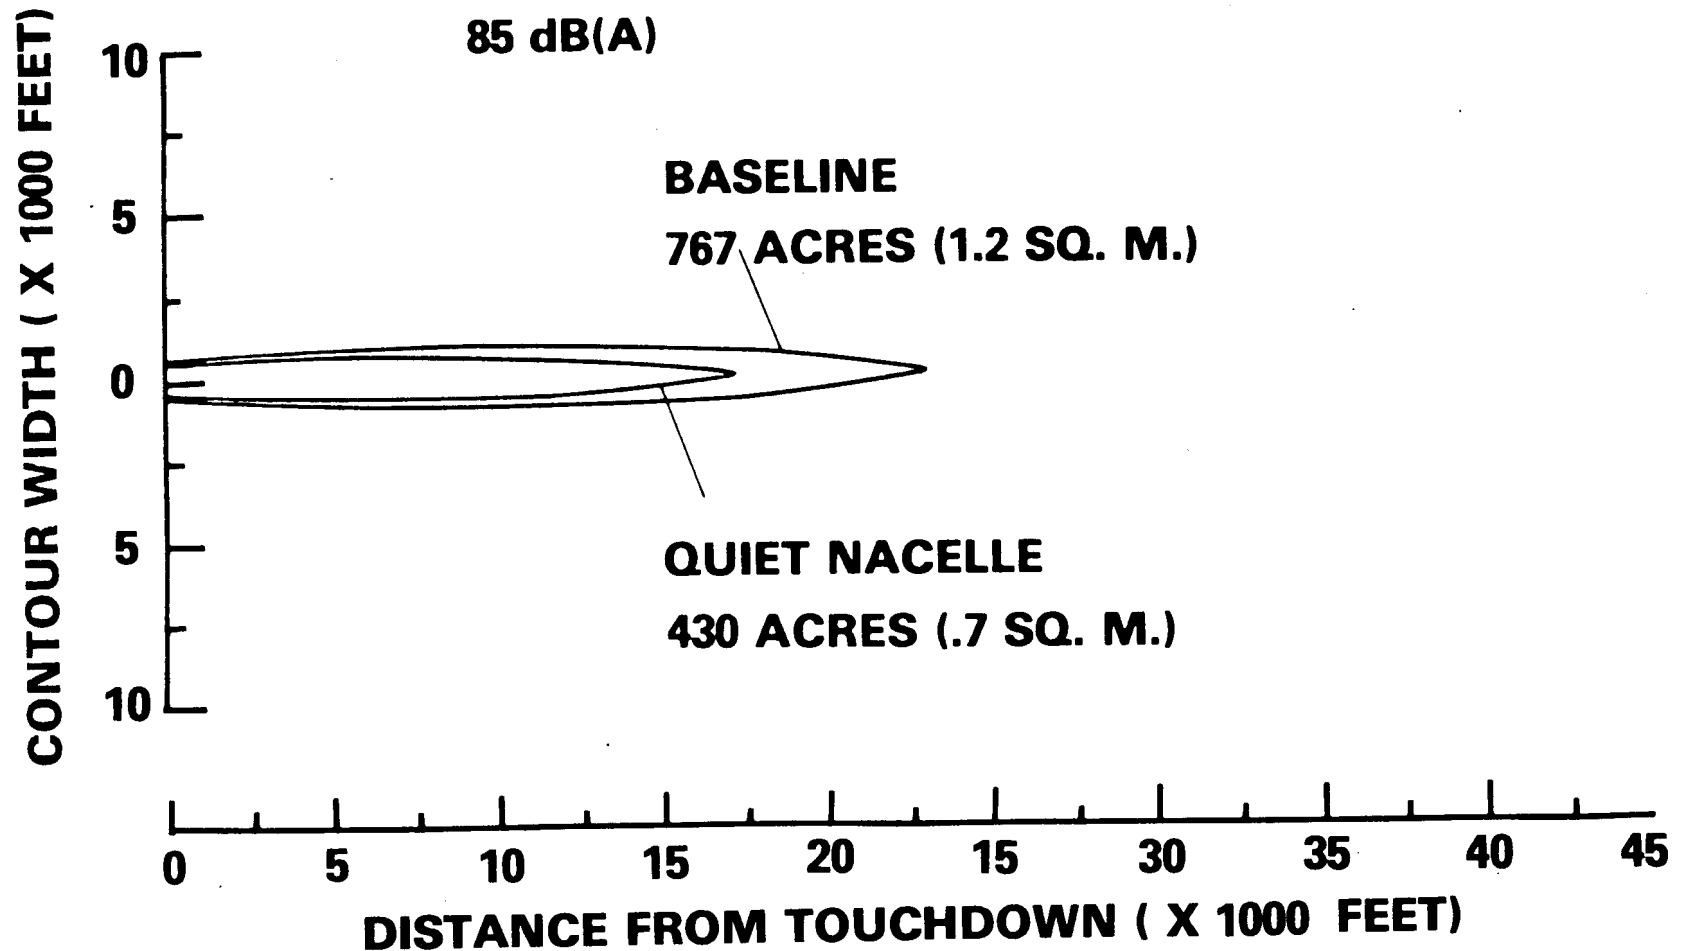 85 dB(A)
CONTOUR WIDTH ( X 1000 FEET)
10
5
0
5
10
BASELINE
767 ACRES (1.2 SQ. M.)
QUIET NACELLE
430 ACRES (.7 SQ. M.)
0 5 10 15 20 15 30 35 40 45
DISTANCE FROM TOUCHDOWN ( X 1000 FEET)